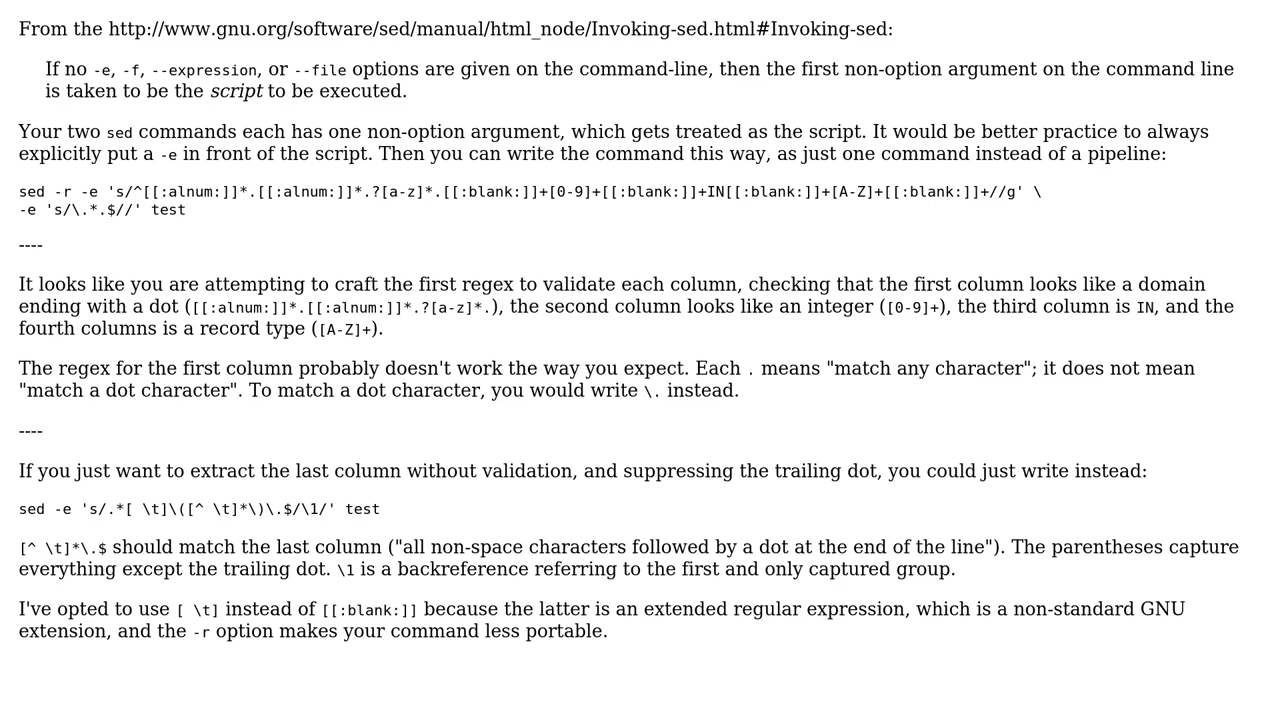 From the http://www.gnu.org/software/sed/manual/html_node/Invoking-sed.html#Invoking-sed:
If no -e, -f, --expression, or --file options are given on the command-line, then the first non-option argument on the command line
is taken to be the script to be executed.
Your two sed commands each has one non-option argument, which gets treated as the script. It would be better practice to always
explicitly put a -e in front of the script. Then you can write the command this way, as just one command instead of a pipeline:
sed -r -e 's/^[[:alnum:]]*.[[:alnum:]]*.?[a-z]*.[[:blank:]]+[0-9]+[[:blank:]]+IN[[:blank:]]+[A-Z]+[[:blank:]]+//g' \
-e 's/\.*.$//' test
----
It looks like you are attempting to craft the first regex to validate each column, checking that the first column looks like a domain
ending with a dot ([[:alnum:]]*.[[:alnum:]]*.?[a-z]*.), the second column looks like an integer ([0-9]+), the third column is IN, and the
fourth columns is a record type ([A-Z]+).
The regex for the first column probably doesn't work the way you expect. Each . means "match any character"; it does not mean
"match a dot character". To match a dot character, you would write \. instead.
----
If you just want to extract the last column without validation, and suppressing the trailing dot, you could just write instead:
sed -e 's/.*[ \t]\([^ \t]*\)\.$/\1/' test
[^ \t]*\.$ should match the last column ("all non-space characters followed by a dot at the end of the line"). The parentheses capture
everything except the trailing dot. \1 is a backreference referring to the first and only captured group.
I've opted to use [ \t] instead of [[:blank:]] because the latter is an extended regular expression, which is a non-standard GNU
extension, and the -r option makes your command less portable.